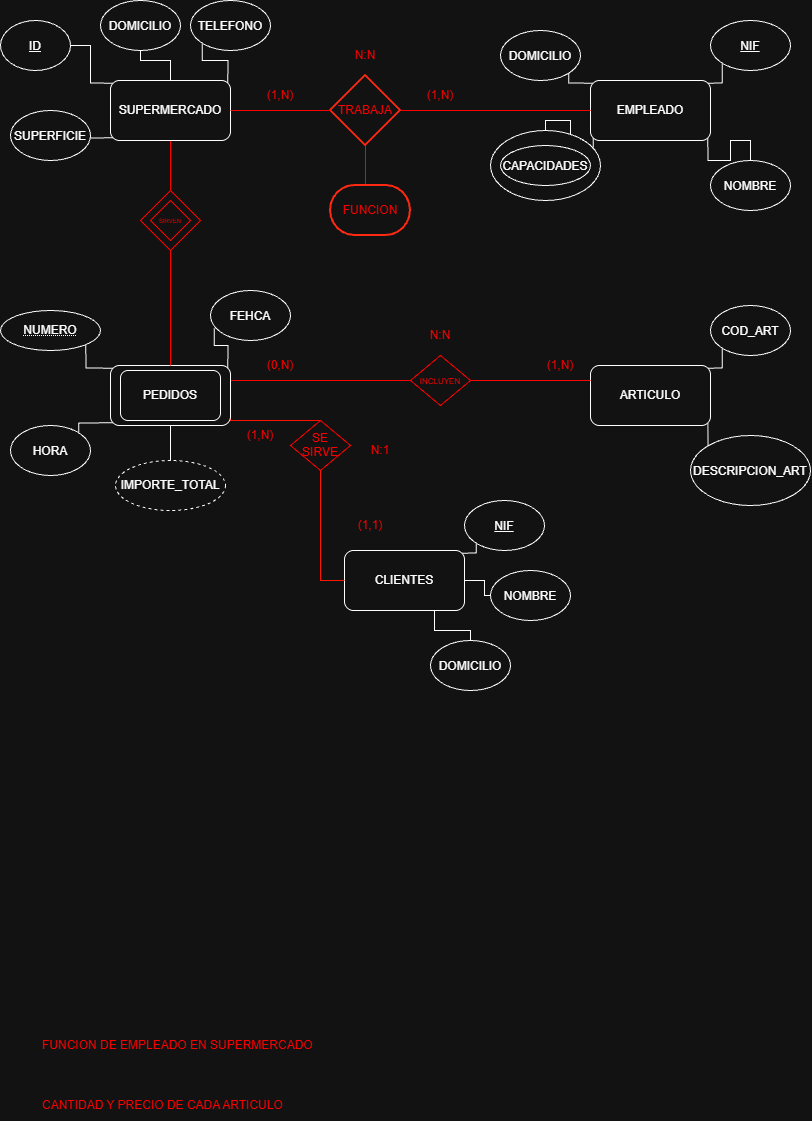 DOMICILIO
TELEFONO
ID
N:N
DOMICILIO
NIF
(1,N)
(1,N)
SUPERMERCADO
TRABAJA
EMPLEADO
SUPERFICIE
CAPACIDADES
NOMBRE
FUNCION
FEHCA
NUMERO
COD_ART
N:N
(0,N)
(1,N)
INCLUYEN
PEDIDOS
ARTICULO
(1,N)
SE
SIRVE
N:1
HORA
IMPORTE_TOTAL
DESCRIPCION_ART
(1,1)
NIF
CLIENTES
NOMBRE
DOMICILIO
FUNCION DE EMPLEADO EN SUPERMERCADO
CANTIDAD Y PRECIO DE CADA ARTICULO